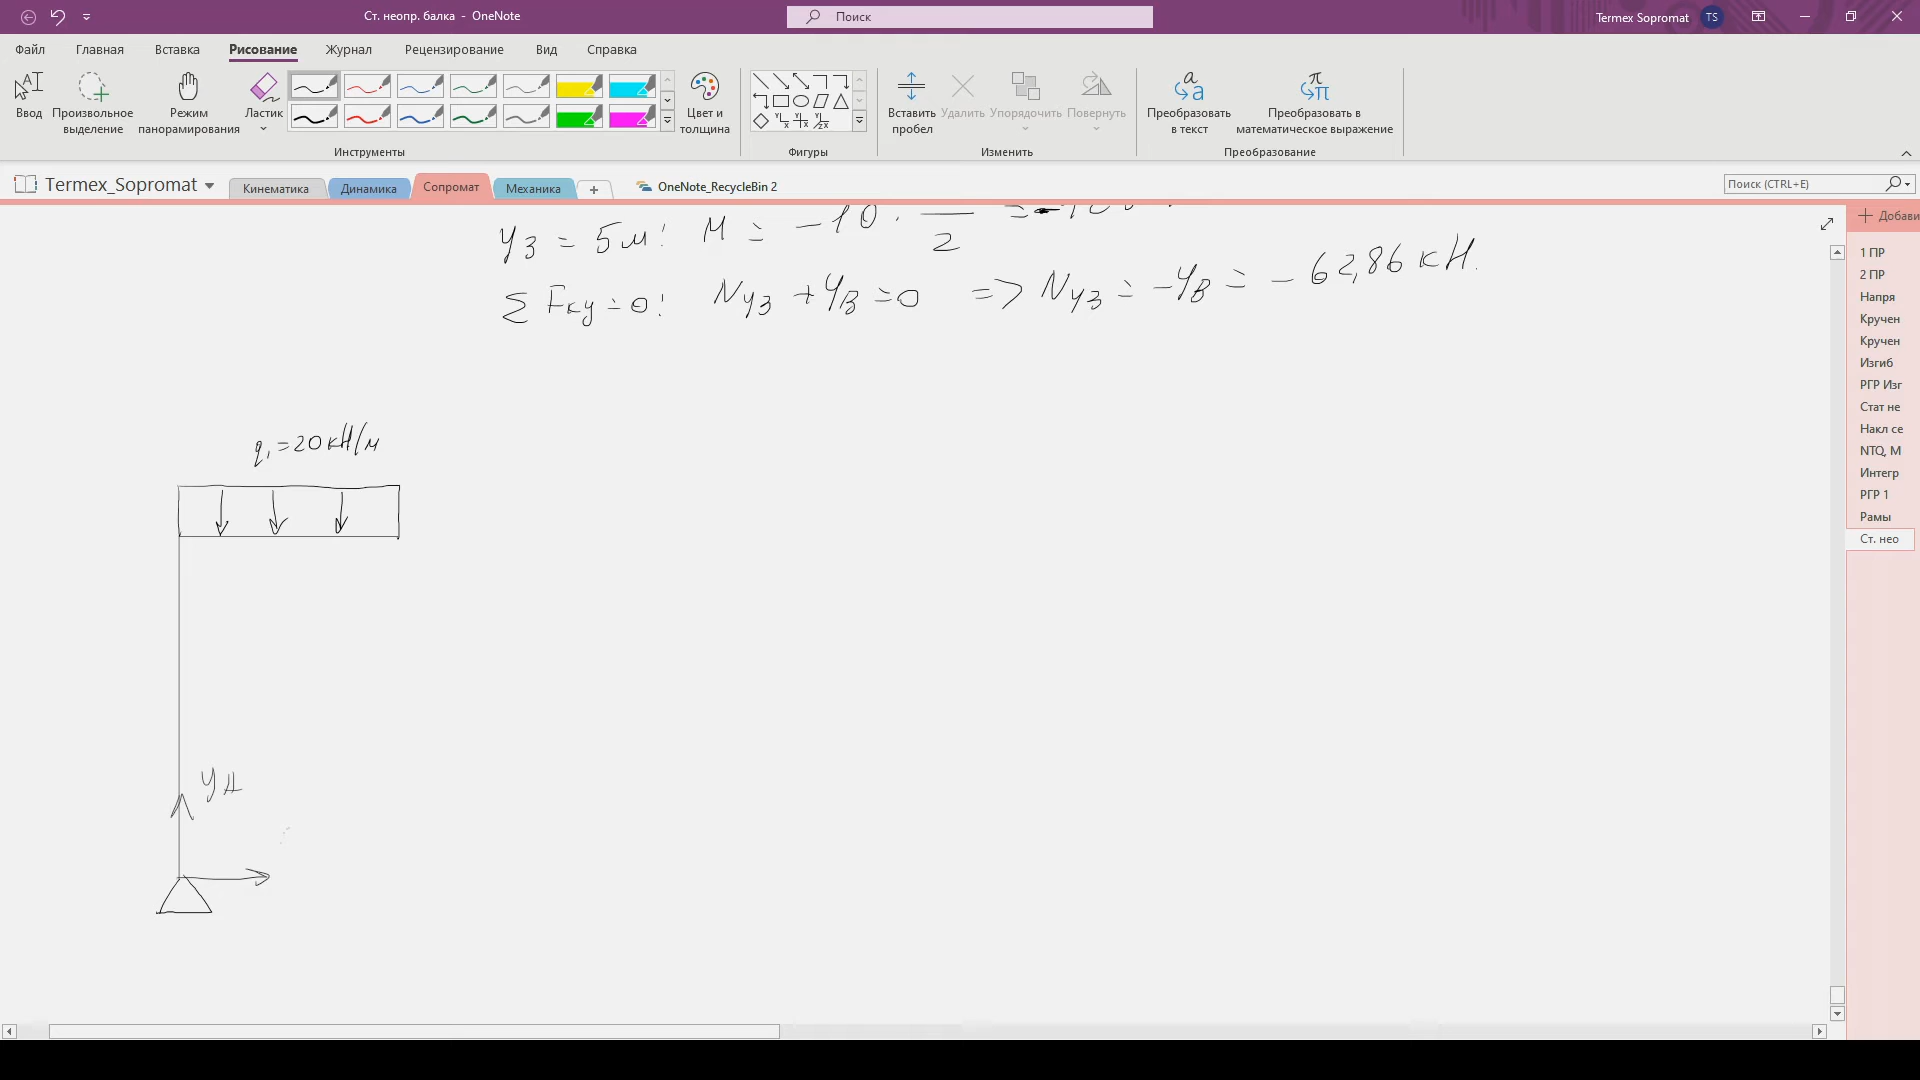 Ст. неопр. балка - OneNote
Поиск
Termex Sopromat
TS
Файл Главная Вставка Рисование Журнал Рецензирование Вид Справка
Ввод
Произвольное выделение
Режим панорамирования
Ластик
Цвет и толщина
Вставить пробел
Удалить
Упорядочить
Повернуть
Преобразовать в текст
Преобразовать в математическое выражение
Инструменты
Фигуры
Изменить
Преобразование
Termex_Sopromat
Кинематика
Динамика
Сопромат
Механика
OneNote_RecycleBin 2
Поиск (CTRL+E)
Добави
1 ПР
2 ПР
Напря
Кручен
Кручен
Изгиб
РГР Изг
Стат не
Накл се
NTQ, M
Интегр
РГР 1
Рамы
Ст. нео
y3 = 5м: M = -10 ·
2
Σ Fкy = 0: Ny3 + YB = 0 => Ny3 = -YB = - 62,86 кН.
q1 = 20 кН/м
YA